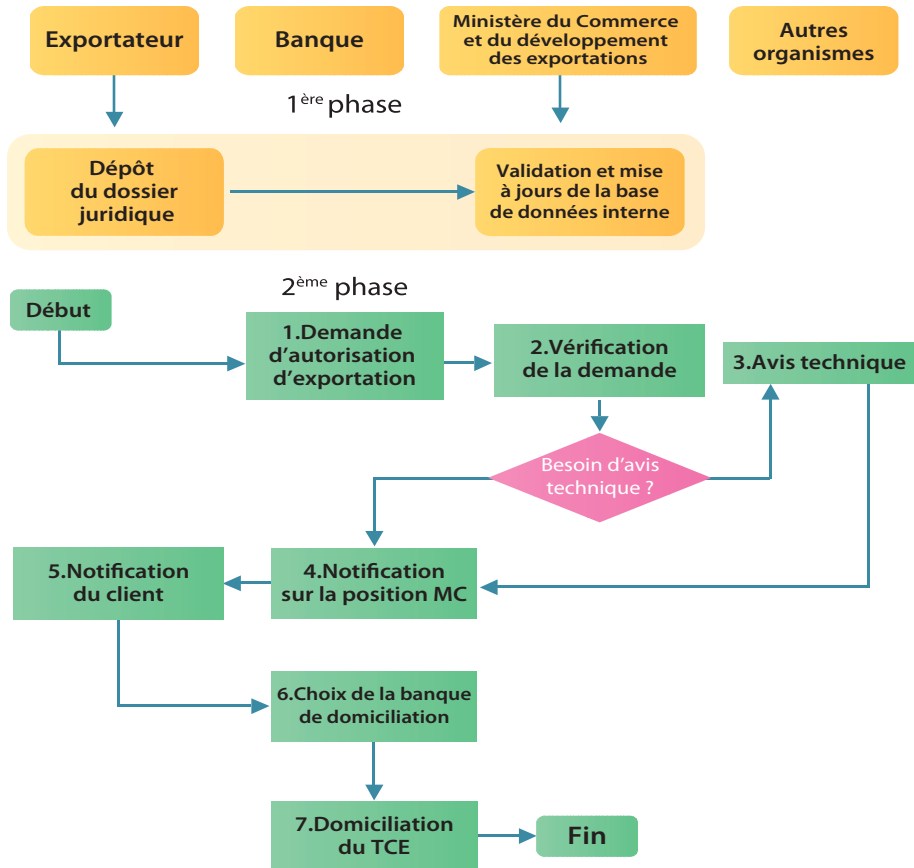 Exportateur
Banque
Ministère du Commerce
et du développement
des exportations
Autres
organismes
1ère phase
Dépôt
du dossier
juridique
Validation et mise
à jours de la base
de données interne
2ème phase
Début
1.Demande
d'autorisation
d'exportation
2.Vérification
de la demande
3.Avis technique
Besoin d'avis
technique ?
5.Notification
du client
4.Notification
sur la position MC
6.Choix de la banque
de domiciliation
7.Domiciliation
du TCE
Fin